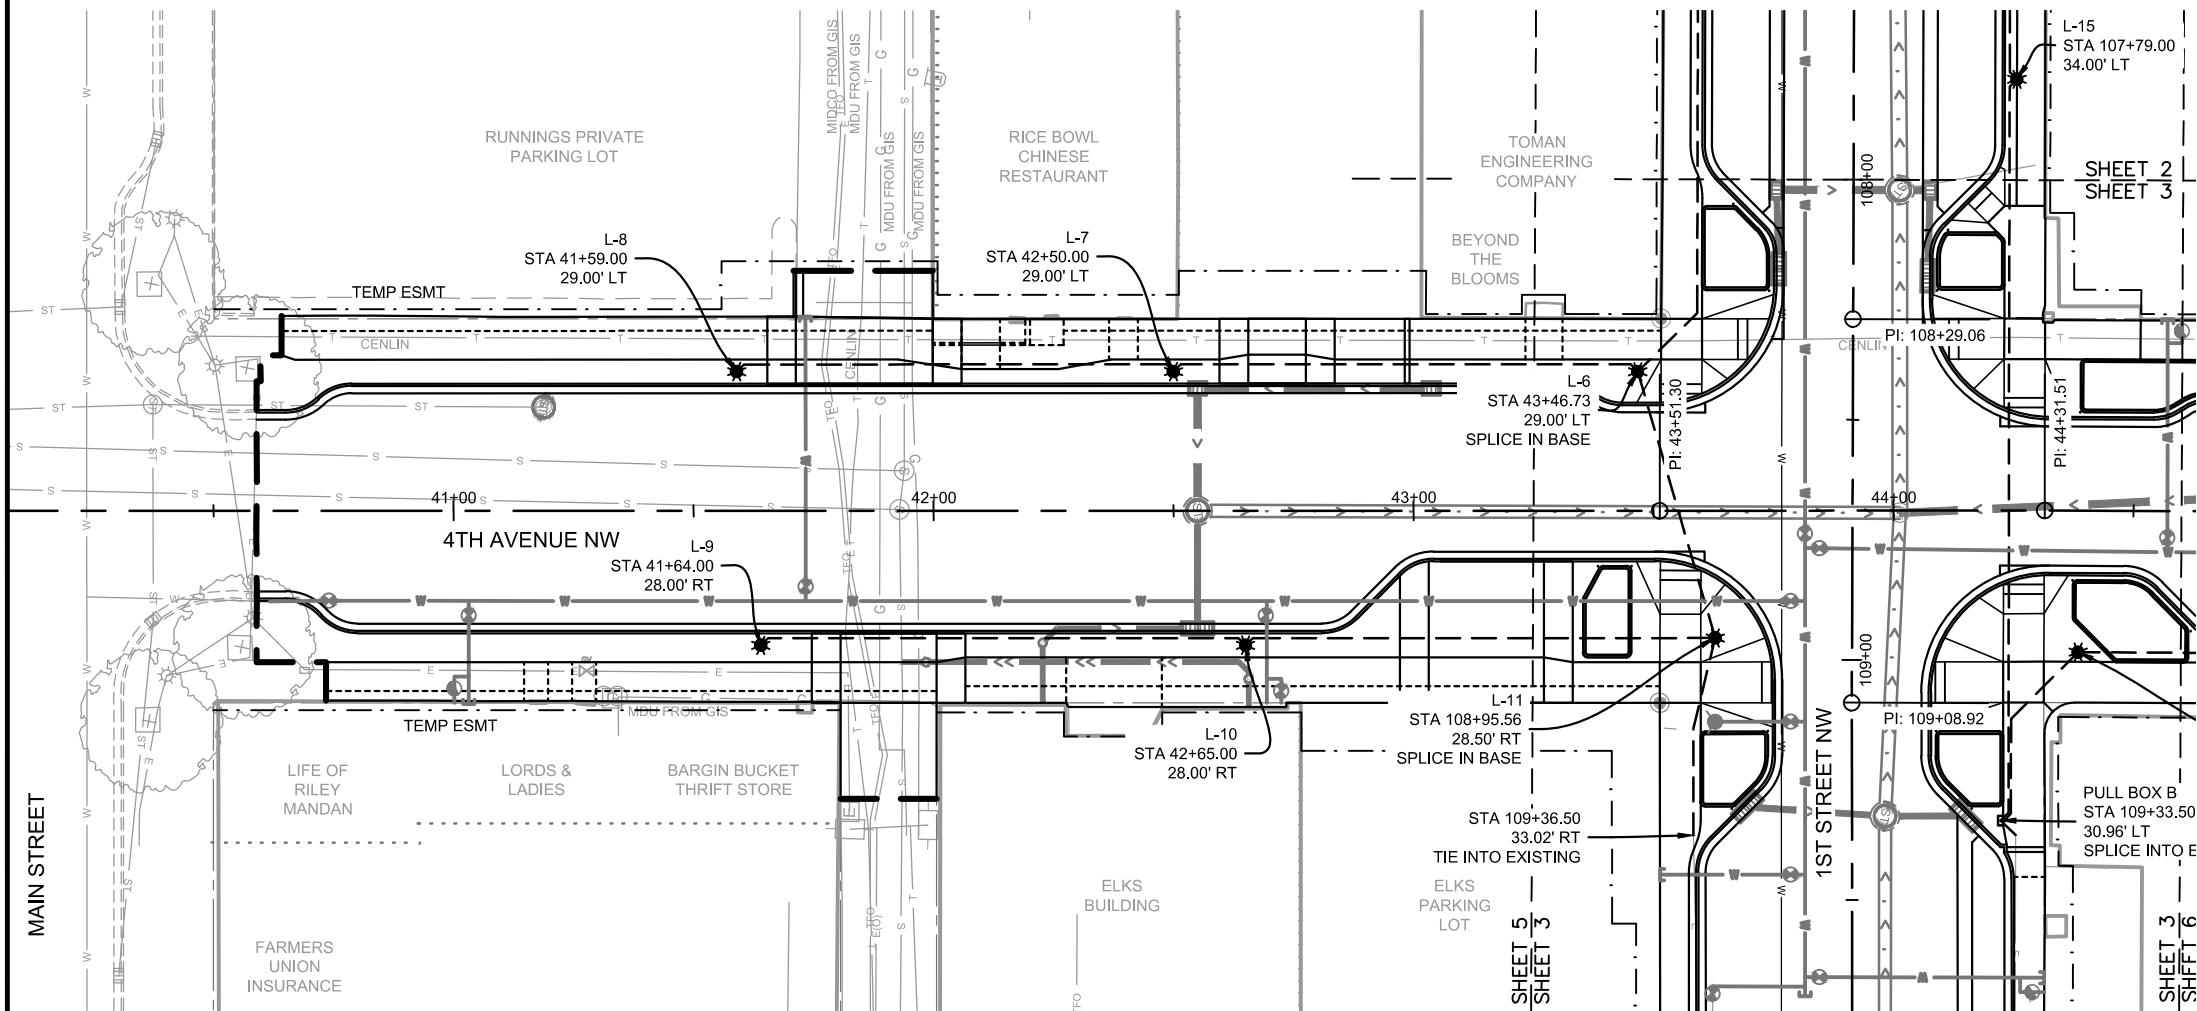 L-15
STA 107+79.00
34.00' LT
MIDCO FROM GIS
MDU FROM GIS
RUNNINGS PRIVATE
PARKING LOT
RICE BOWL
CHINESE
RESTAURANT
TOMAN
ENGINEERING
COMPANY
MDU FROM GIS
MDU FROM GIS
108+00
SHEET 2
SHEET 3
L-8
STA 41+59.00
29.00' LT
L-7
STA 42+50.00
29.00' LT
BEYOND
THE
BLOOMS
TEMP ESMT
CENLIN
CENLIN
CENLIN
PI: 108+29.06
L-6
STA 43+46.73
29.00' LT
SPLICE IN BASE
PI: 43+51.30
PI: 44+31.51
41+00
42+00
43+00
44+00
4TH AVENUE NW
L-9
STA 41+64.00
28.00' RT
109+00
L-11
STA 108+95.56
28.50' RT
SPLICE IN BASE
PI: 109+08.92
MDU FROM GIS
TEMP ESMT
L-10
STA 42+65.00
28.00' RT
LIFE OF
RILEY
MANDAN
LORDS &
LADIES
BARGIN BUCKET
THRIFT STORE
STA 109+36.50
33.02' RT
TIE INTO EXISTING
1ST STREET NW
PULL BOX B
STA 109+33.50
30.96' LT
SPLICE INTO E
MAIN STREET
ELKS
BUILDING
ELKS
PARKING
LOT
FARMERS
UNION
INSURANCE
SHEET 5
SHEET 3
SHEET 3
SHEET 6